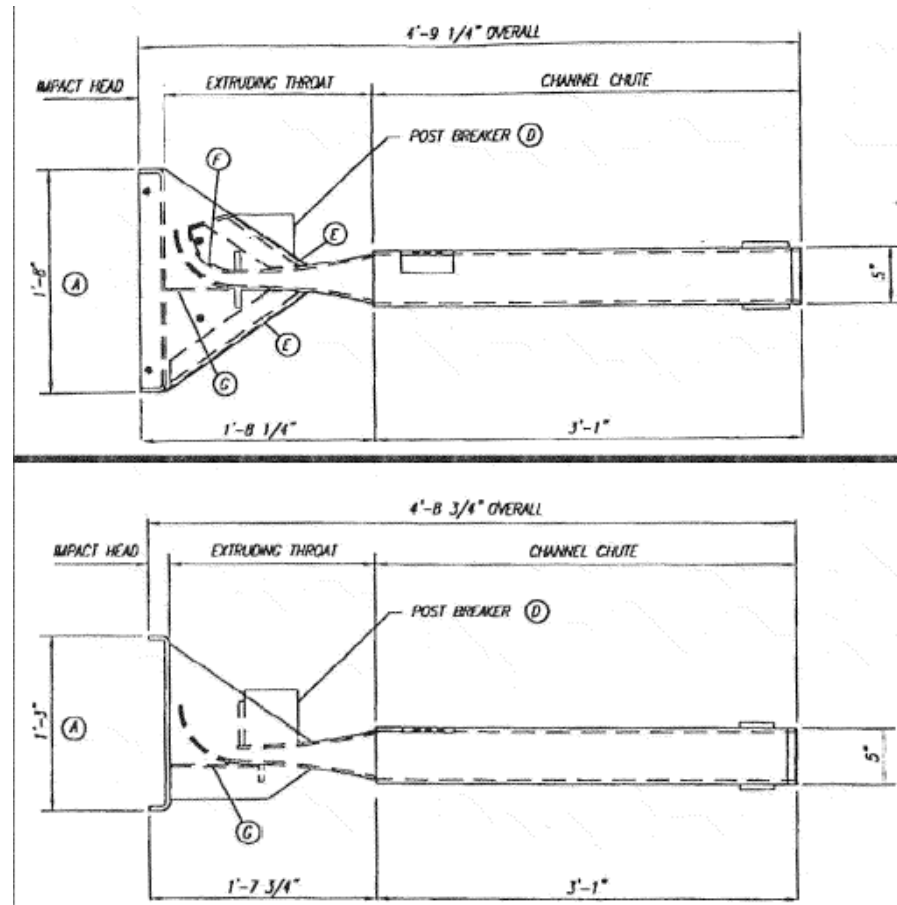 4'-9 1/4" OVERALL
IMPACT HEAD
EXTRUDING THROAT
CHANNEL CHUTE
POST BREAKER D
F
E
1'-8"
A
5"
E
G
1'-8 1/4"
3'-1"
4'-8 3/4" OVERALL
IMPACT HEAD
EXTRUDING THROAT
CHANNEL CHUTE
POST BREAKER D
1'-3"
A
5"
G
1'-7 3/4"
3'-1"